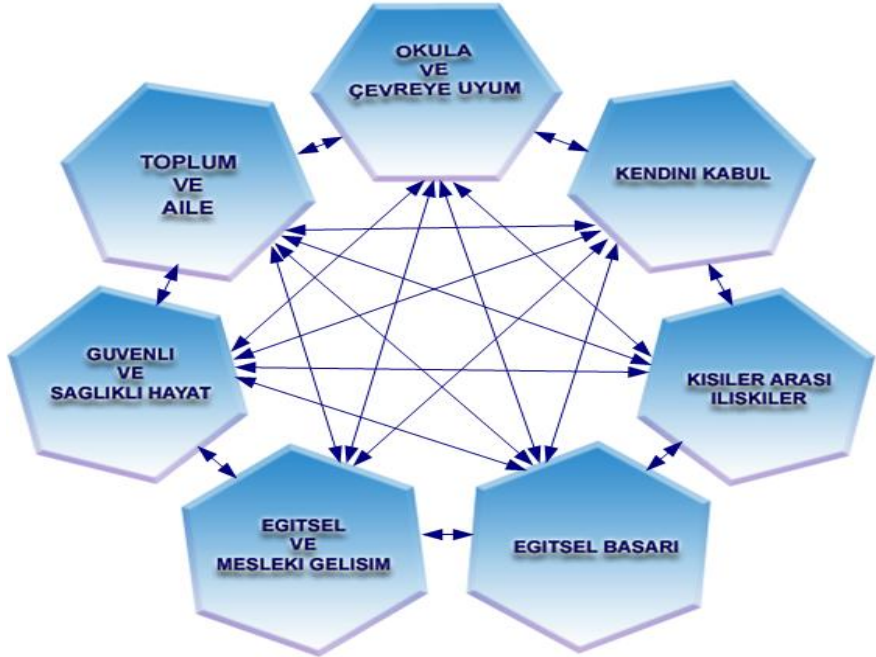 OKULA
VE
ÇEVREYE UYUM
TOPLUM
VE
AILE
KENDINI KABUL
GUVENLI
VE
SAGLIKLI HAYAT
KISILER ARASI
ILISKILER
EGITSEL
VE
MESLEKI GELISIM
EGITSEL BASARI